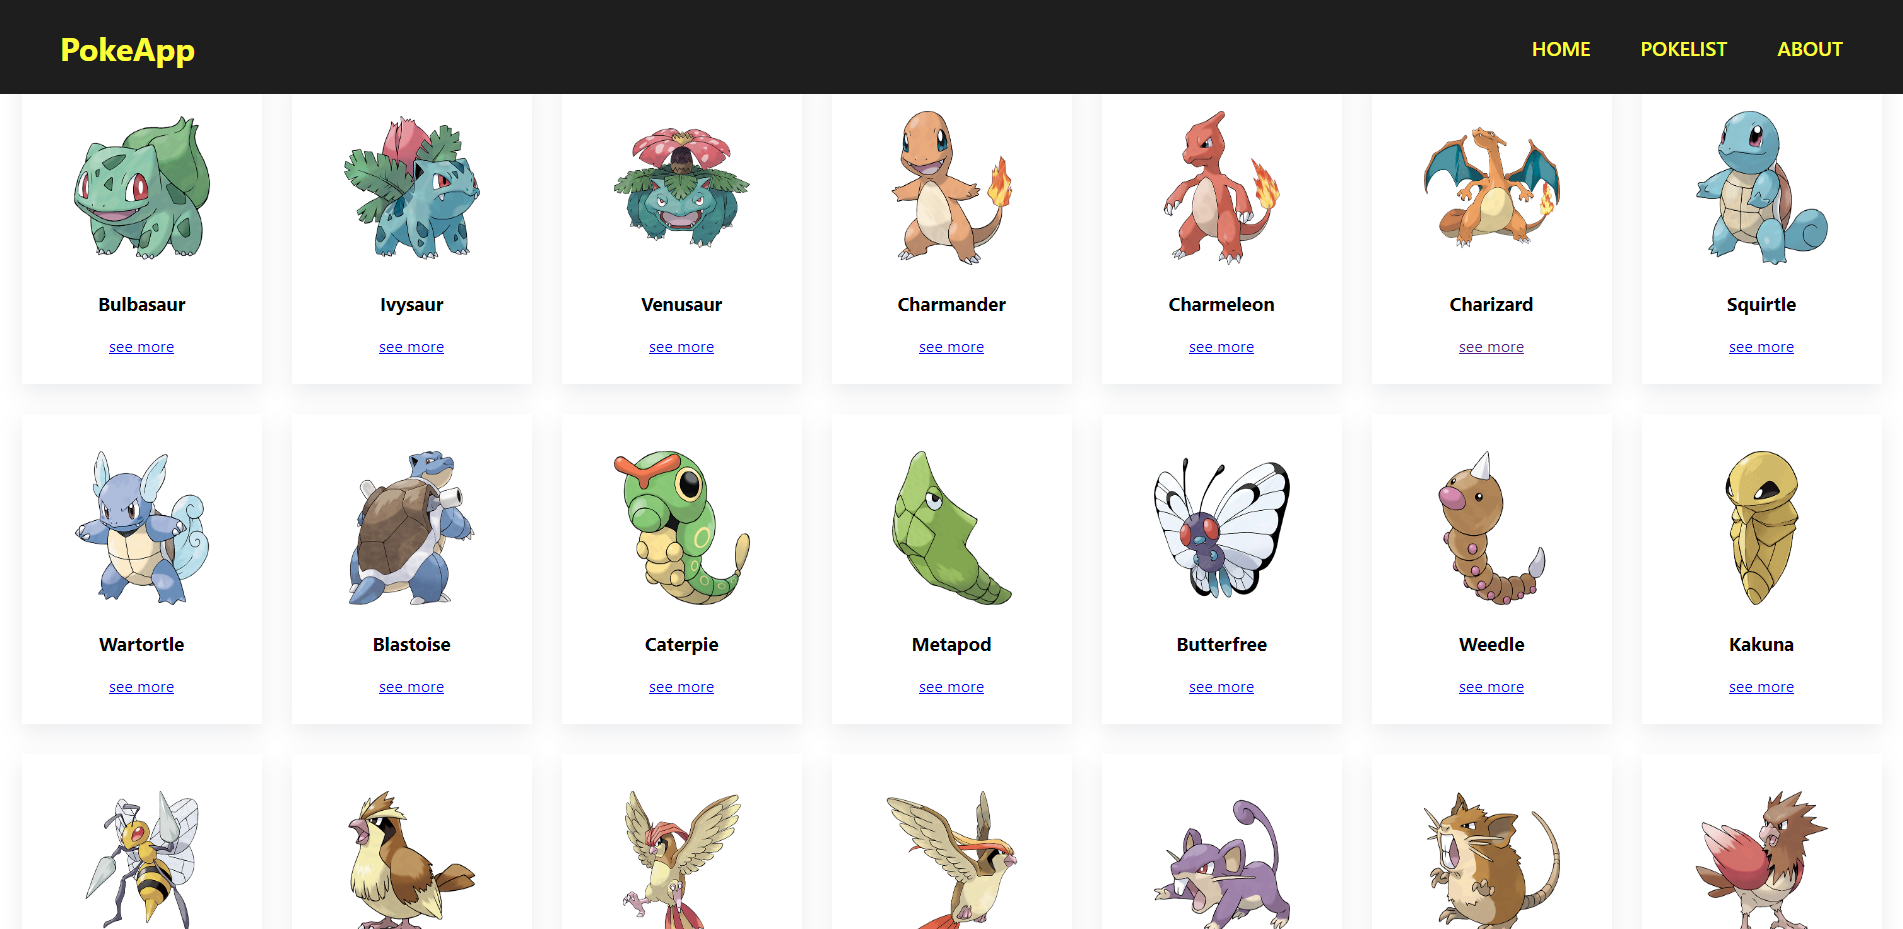 PokeApp HOME POKELIST ABOUT
Bulbasaur Ivysaur Venusaur Charmander Charmeleon Charizard Squirtle
see more see more see more see more see more see more see more
Wartortle Blastoise Caterpie Metapod Butterfree Weedle Kakuna
see more see more see more see more see more see more see more